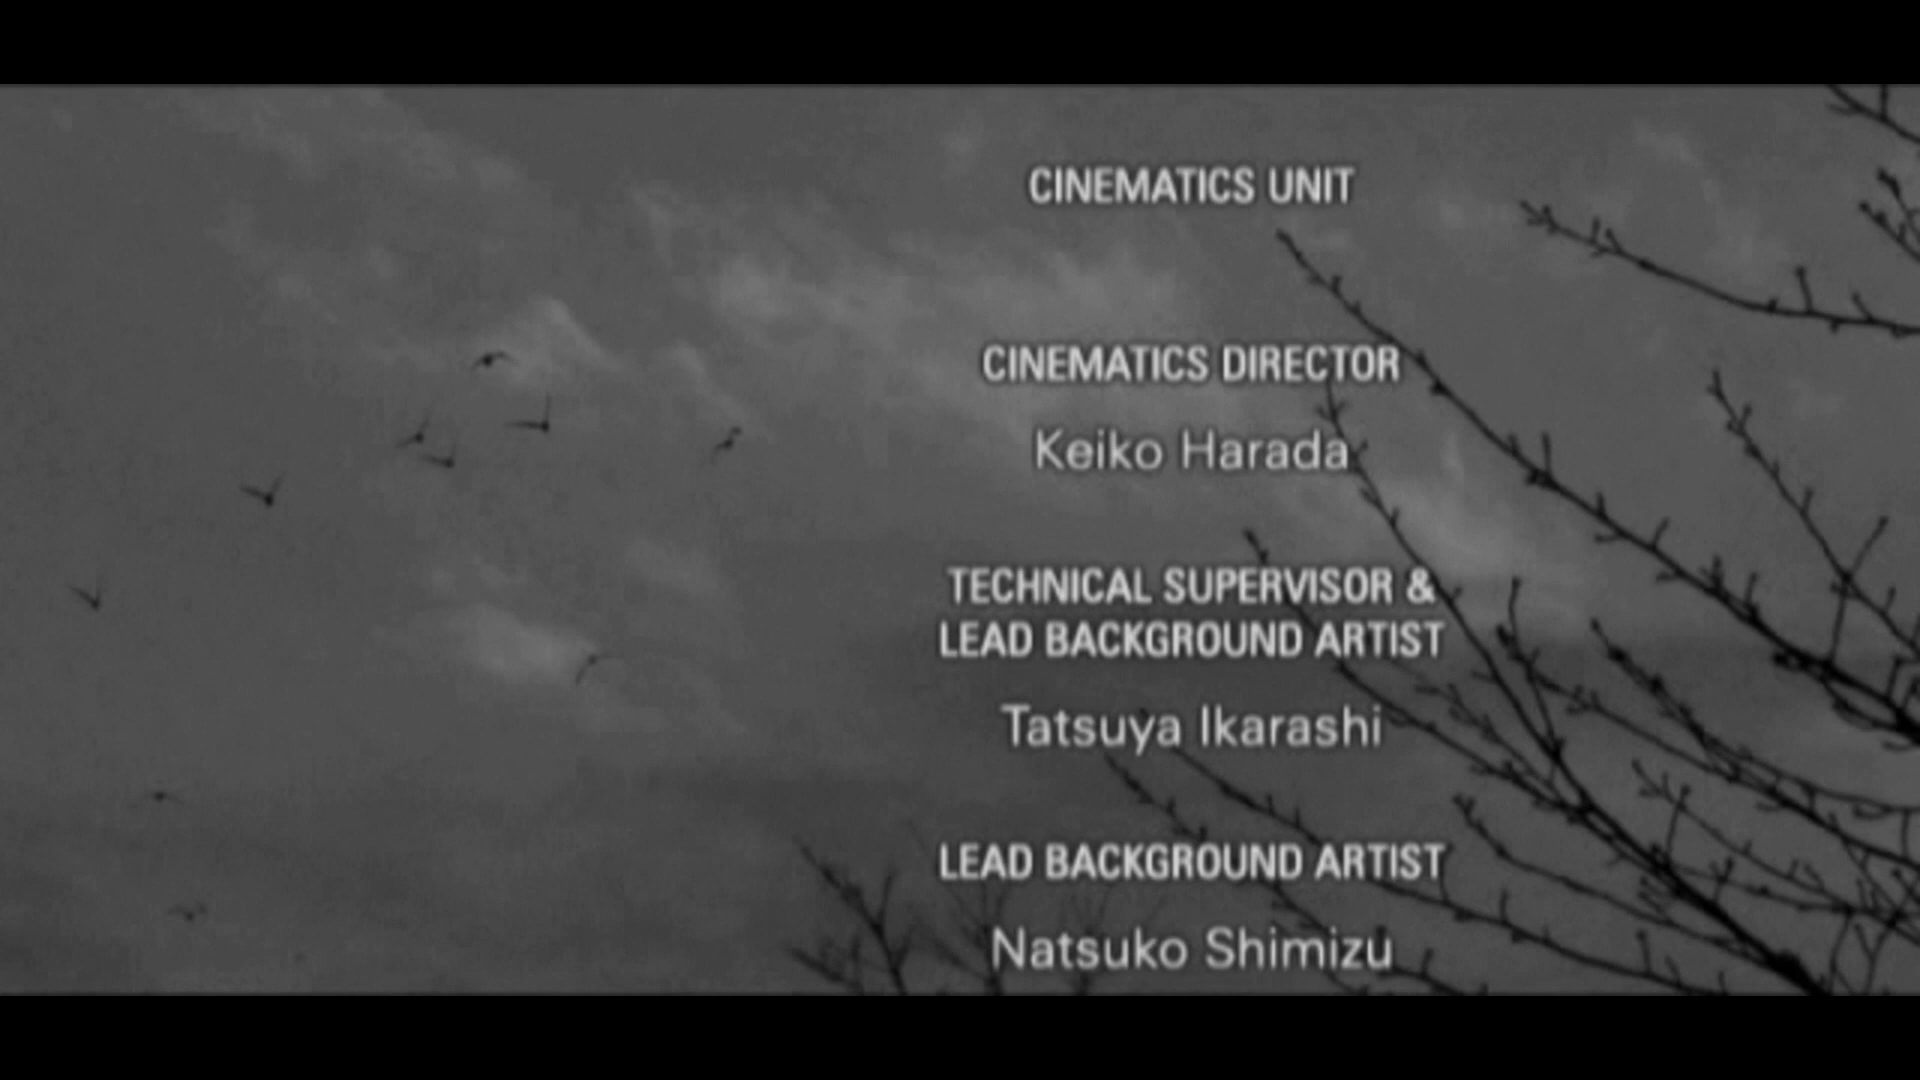 CINEMATICS UNIT
CINEMATICS DIRECTOR
Keiko Harada
TECHNICAL SUPERVISOR &
LEAD BACKGROUND ARTIST
Tatsuya Ikarashi
LEAD BACKGROUND ARTIST
Natsuko Shimizu